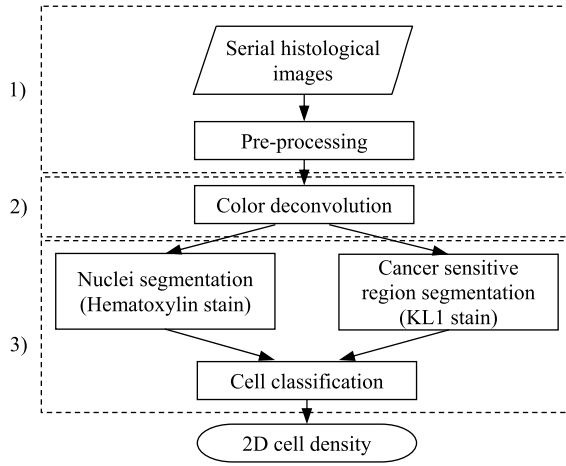 1)
Serial histological
images
Pre-processing
2)
Color deconvolution
3)
Nuclei segmentation
(Hematoxylin stain)
Cancer sensitive
region segmentation
(KL1 stain)
Cell classification
2D cell density